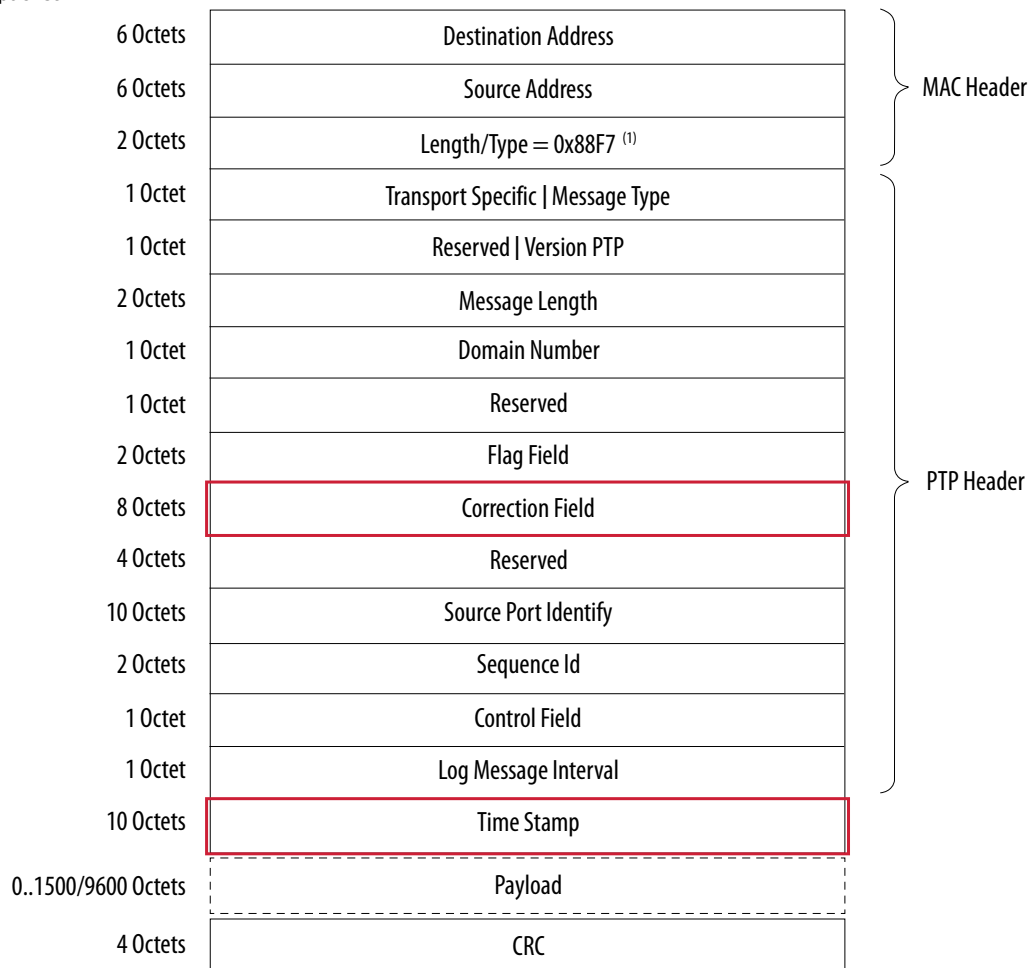 6 Octets Destination Address
6 Octets Source Address
MAC Header
2 Octets Length/Type = 0x88F7 (1)
1 Octet Transport Specific | Message Type
1 Octet Reserved | Version PTP
2 Octets Message Length
1 Octet Domain Number
1 Octet Reserved
2 Octets Flag Field
PTP Header
8 Octets Correction Field
4 Octets Reserved
10 Octets Source Port Identify
2 Octets Sequence Id
1 Octet Control Field
1 Octet Log Message Interval
10 Octets Time Stamp
0..1500/9600 Octets Payload
4 Octets CRC